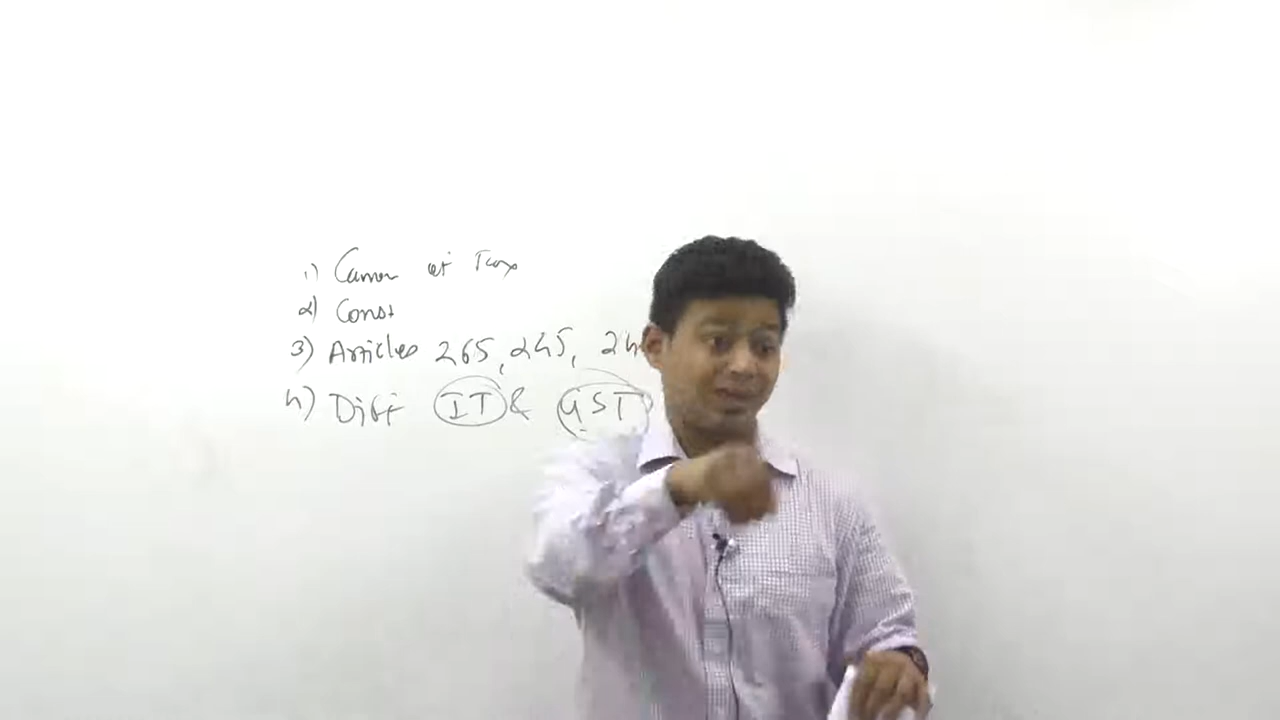 1) Canon of Tax
2) Const
3) Articles 265, 245, 24
4) Diff IT & GST